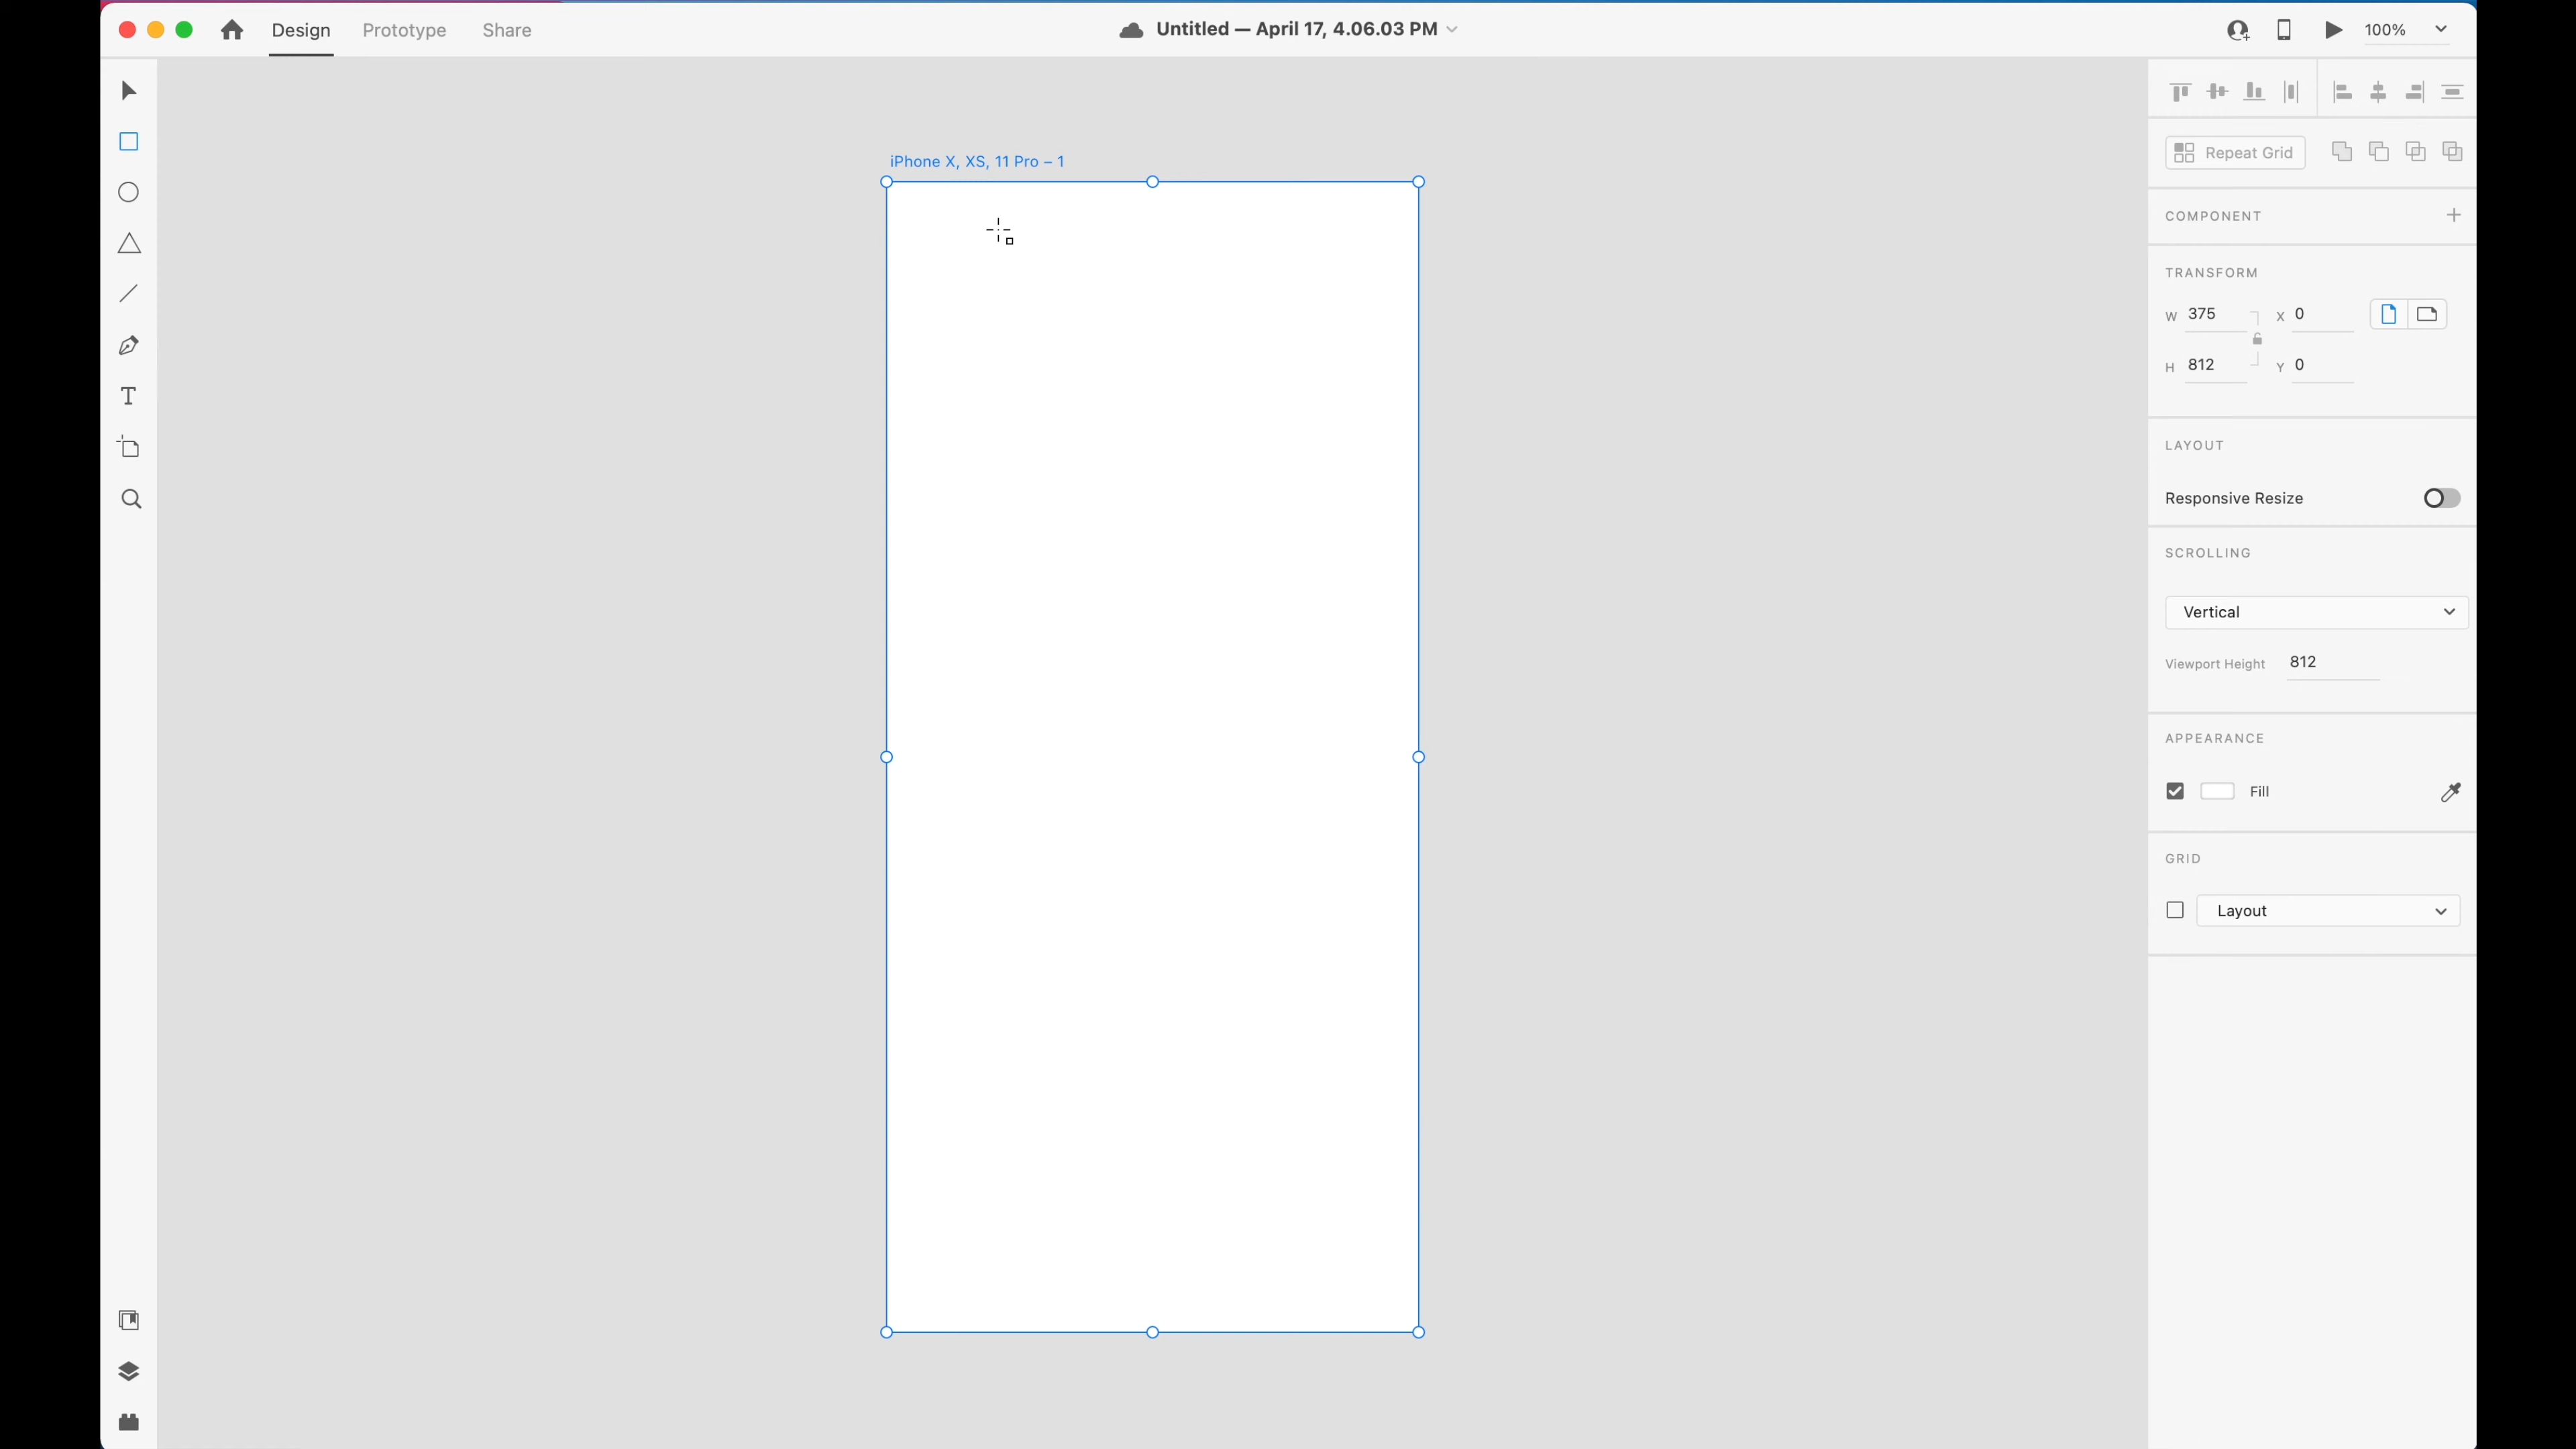 Design Prototype Share
Untitled — April 17, 4.06.03 PM
100%
iPhone X, XS, 11 Pro – 1
Repeat Grid
COMPONENT
TRANSFORM
W 375 X 0
H 812 Y 0
LAYOUT
Responsive Resize
SCROLLING
Vertical
Viewport Height 812
APPEARANCE
Fill
GRID
Layout